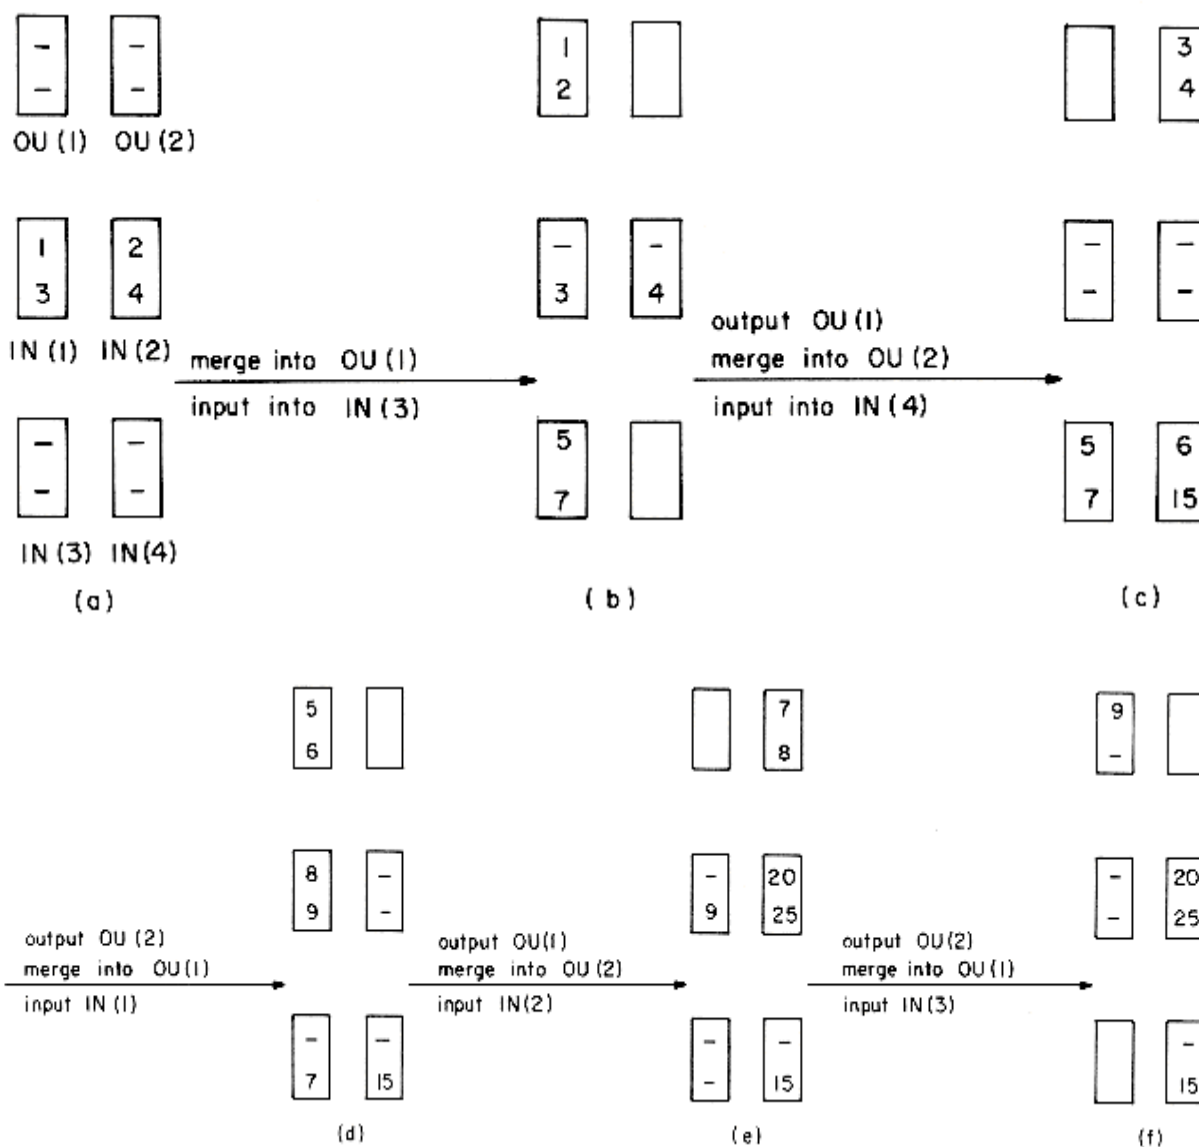 – – – –
OU(1) OU(2)
1 2
3 4
IN(1) IN(2)
– – – –
IN(3) IN(4)
(a)
merge into OU(1)
input into IN(3)
1
2
– –
3 4
5
7
(b)
output OU(1)
merge into OU(2)
input into IN(4)
3
4
– –
– –
5 6
7 15
(c)
output OU(2)
merge into OU(1)
input IN(1)
5
6
8 –
9 –
– –
7 15
(d)
output OU(1)
merge into OU(2)
input IN(2)
7
8
– 20
9 25
– –
– 15
(e)
output OU(2)
merge into OU(1)
input IN(3)
9
–
– 20
– 25
–
15
(f)